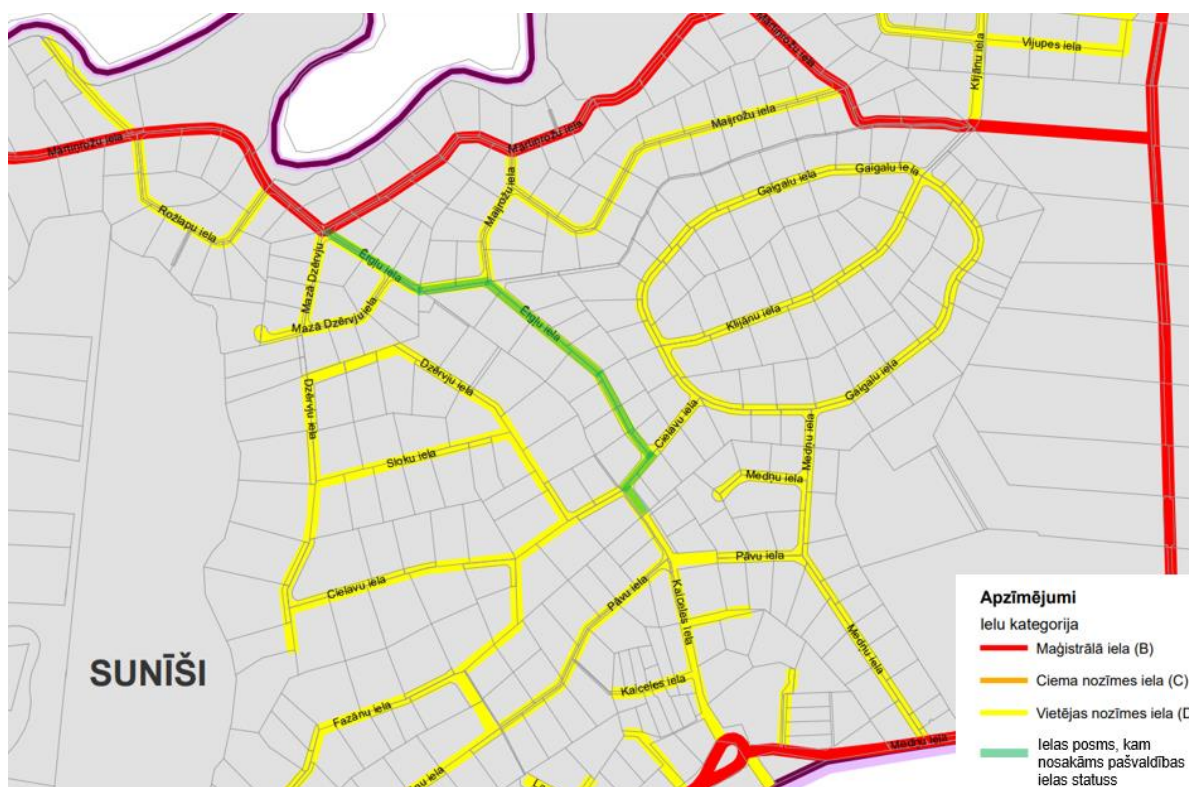 Mārtiņrožu iela
Vijupes iela
Klijānu iela
Maijrožu iela
Mārtiņrožu iela
Mārtiņrožu iela
Gaigalu iela
Gaigalu iela
Rožlapu iela
Maijrožu iela
Ērgļu iela
Mazā Dzērvju
Mazā Dzērvju iela
Ērgļu iela
Klijānu iela
Dzērvju iela
Dzērvju iela
Gaigalu iela
Cielavu iela
Medņu iela
Sloku iela
Medņu iela
Pāvu iela
Cielavu iela
Pāvu iela
Kaiceles iela
Medņu iela
SUNĪŠI
Kaiceles iela
Fazānu iela
Medņu iela
iela
Apzīmējumi
Ielu kategorija
Maģistrālā iela (B)
Ciema nozīmes iela (C)
Vietējas nozīmes iela (D
Ielas posms, kam
nosakāms pašvaldības
ielas statuss